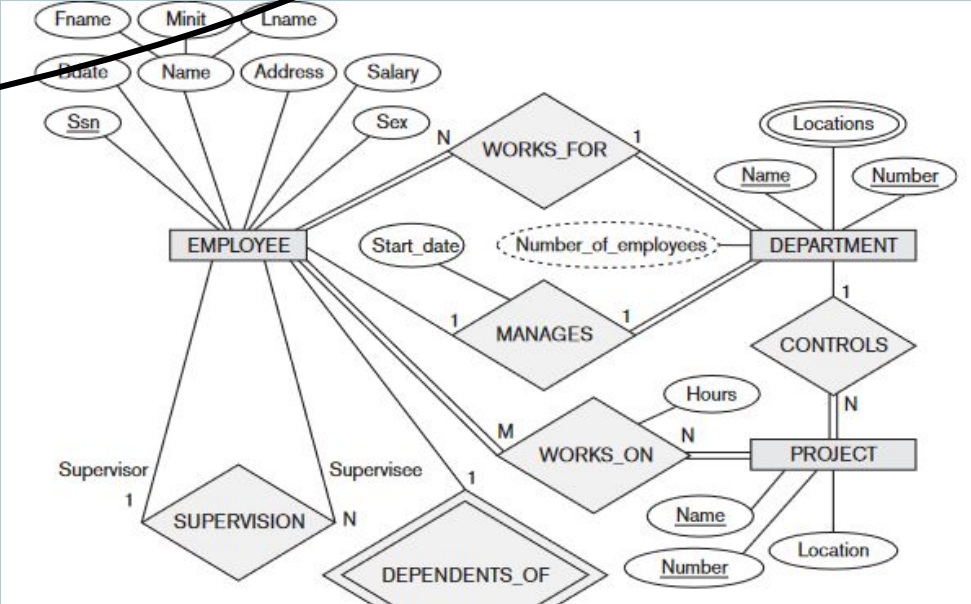 Fname Minit Lname
Bdate Name Address Salary
Ssn Sex
N WORKS_FOR 1
Locations
Name Number
EMPLOYEE Start_date Number_of_employees DEPARTMENT
1 MANAGES 1
1
CONTROLS
N
Hours
M WORKS_ON N PROJECT
Supervisor Supervisee
1 SUPERVISION N
1
Name
Number Location
DEPENDENTS_OF